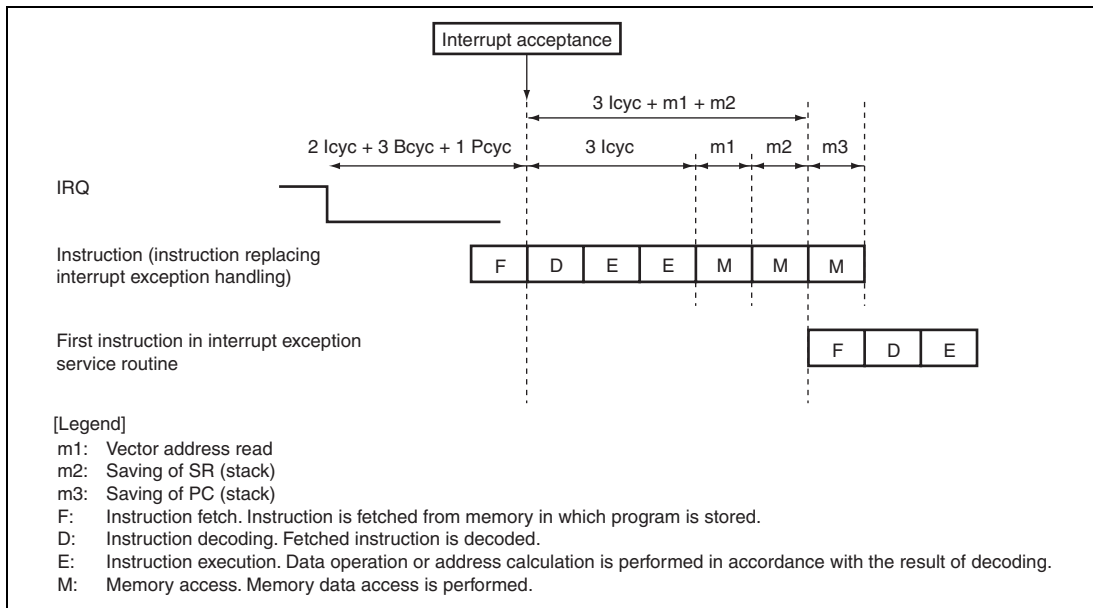 Interrupt acceptance
3 Icyc + m1 + m2
2 Icyc + 3 Bcyc + 1 Pcyc
3 Icyc
m1
m2
m3
IRQ
Instruction (instruction replacing
interrupt exception handling)
F D E E M M M
First instruction in interrupt exception
service routine
F D E
[Legend]
m1: Vector address read
m2: Saving of SR (stack)
m3: Saving of PC (stack)
F: Instruction fetch. Instruction is fetched from memory in which program is stored.
D: Instruction decoding. Fetched instruction is decoded.
E: Instruction execution. Data operation or address calculation is performed in accordance with the result of decoding.
M: Memory access. Memory data access is performed.